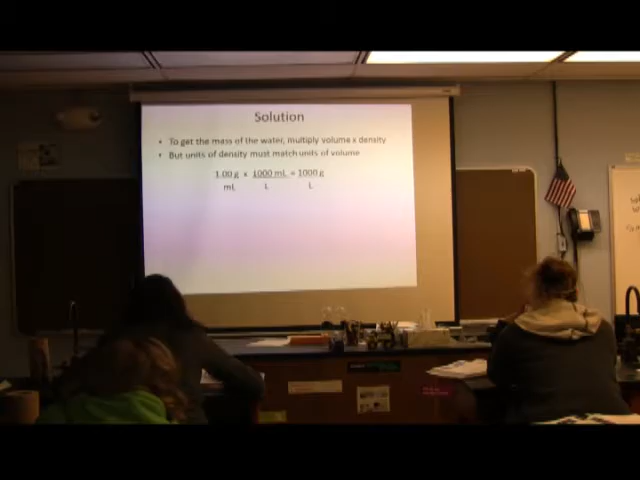 Solution
• To get the mass of the water, multiply volume x density
• But units of density must match units of volume
1.00 g x 1000 mL = 1000 g
mL L L